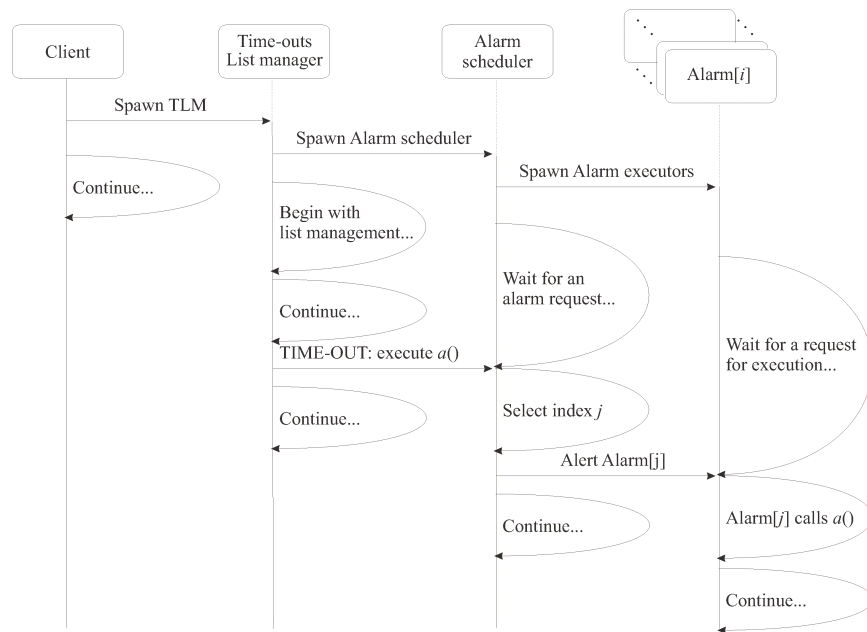 Client
Time-outs
List manager
Alarm
scheduler
Alarm[i]
Spawn TLM
Spawn Alarm scheduler
Spawn Alarm executors
Continue...
Begin with
list management...
Wait for an
alarm request...
Continue...
Wait for a request
for execution...
TIME-OUT: execute a()
Continue...
Select index j
Alert Alarm[j]
Continue...
Alarm[j] calls a()
Continue...